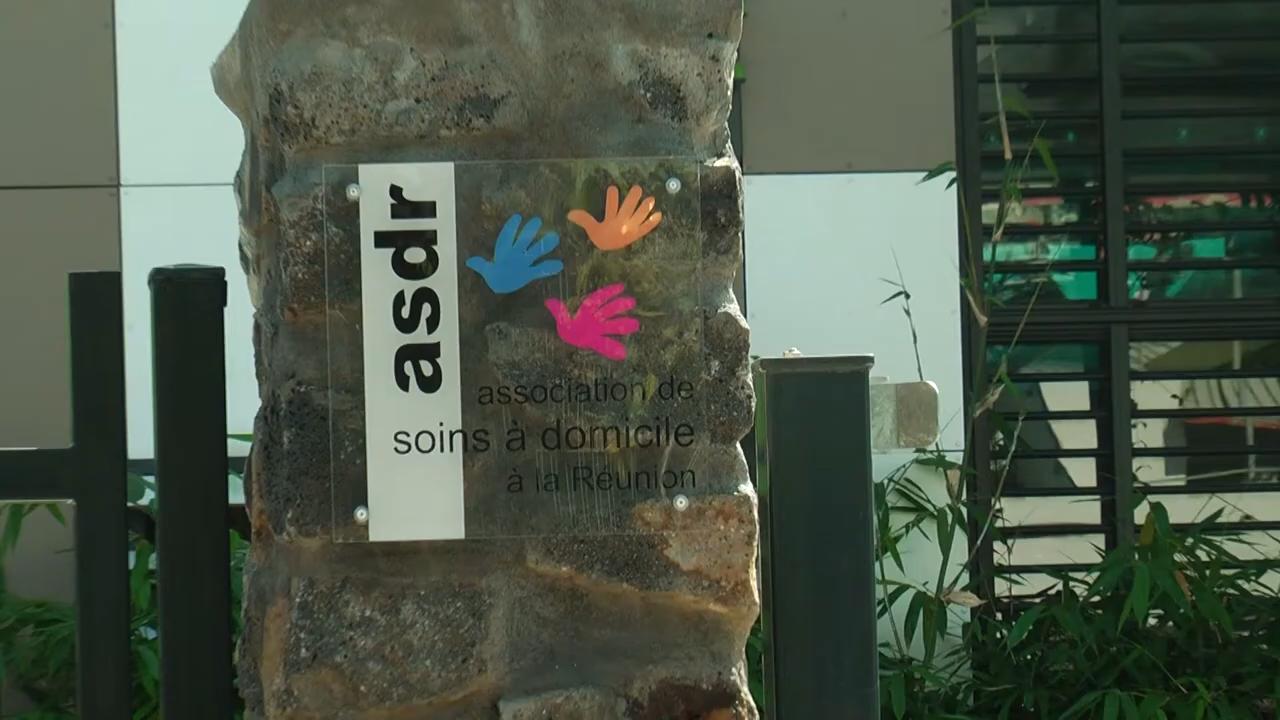 asdr
association de
soins à domicile
à la Réunion